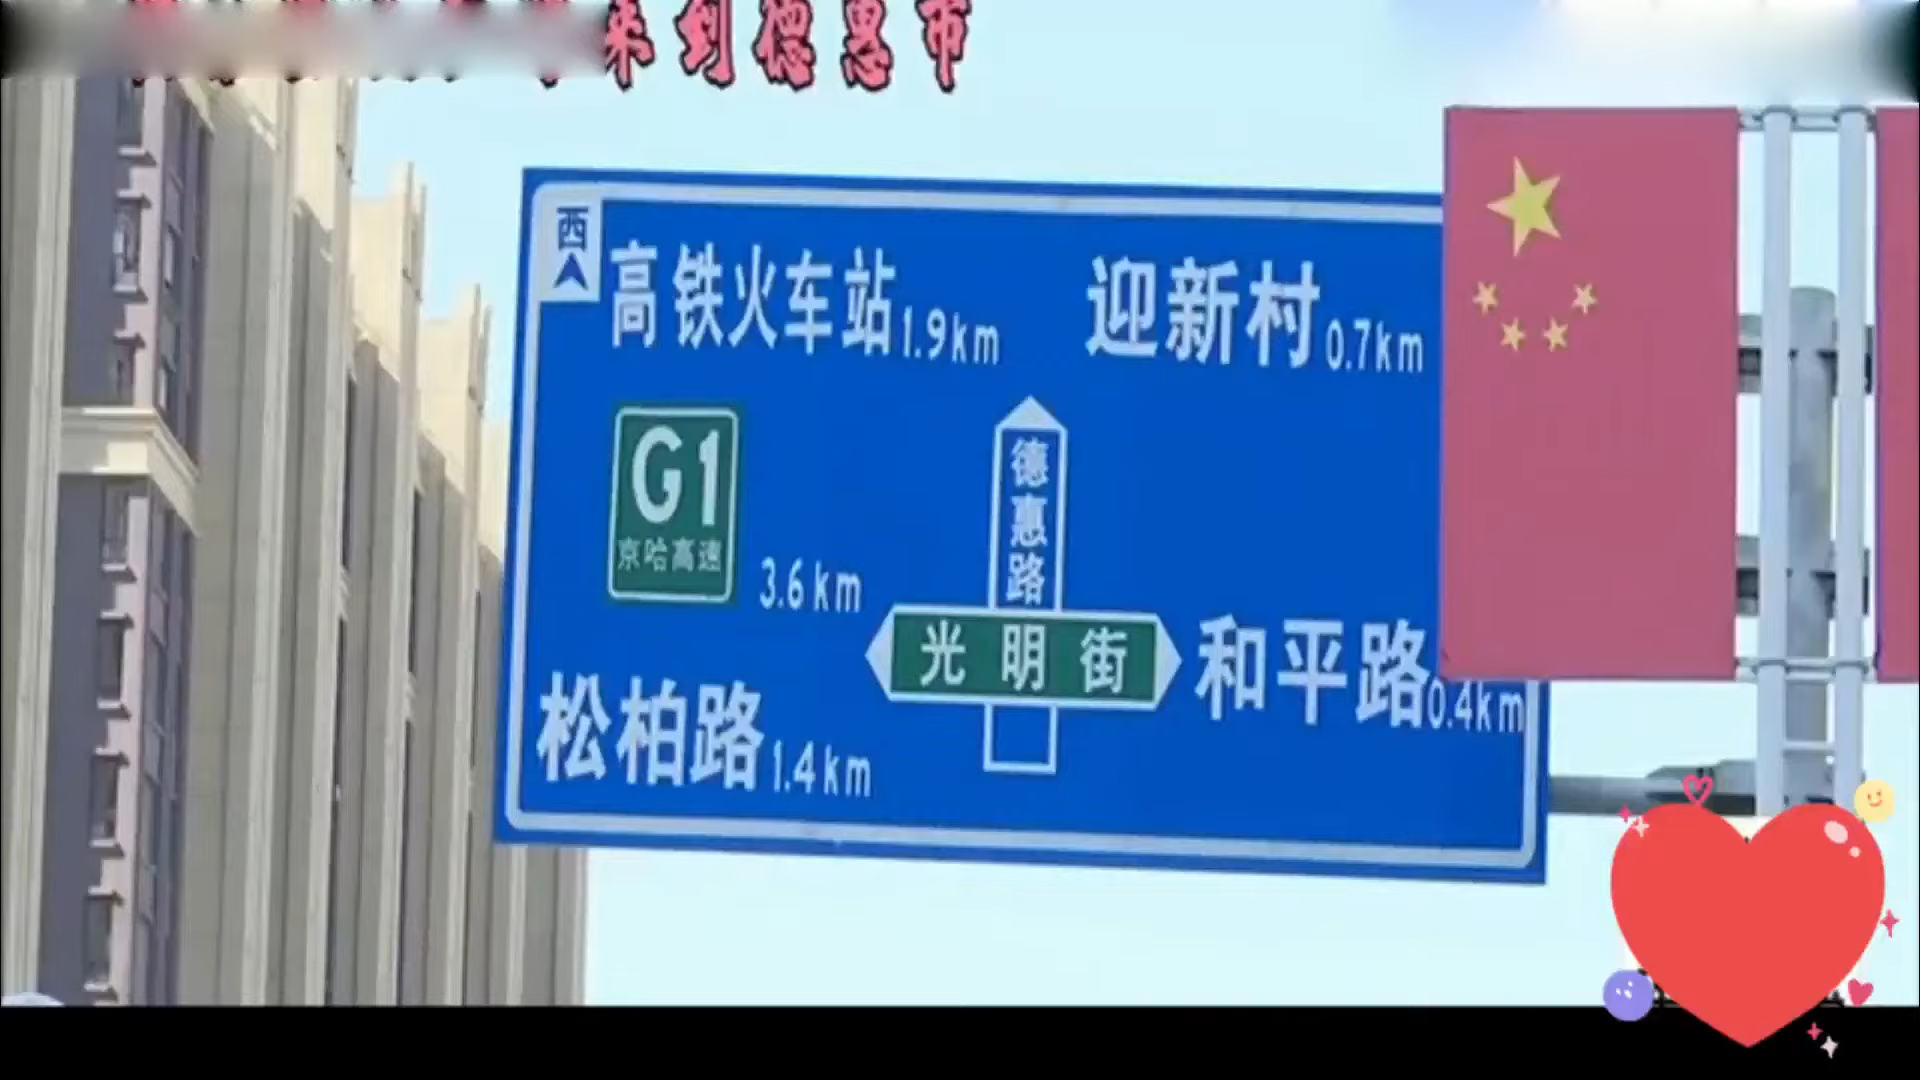 来到德惠市
西
高铁火车站1.9km
迎新村0.7km
G1
京哈高速
3.6km
德惠路
光明街
松柏路1.4km
和平路0.4km